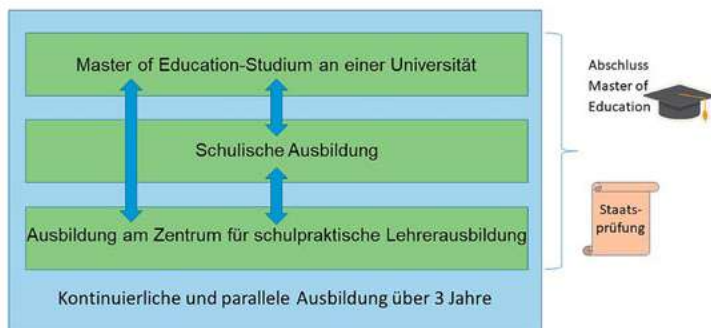 Master of Education-Studium an einer Universität
Schulische Ausbildung
Ausbildung am Zentrum für schulpraktische Lehrerausbildung
Kontinuierliche und parallele Ausbildung über 3 Jahre
Abschluss
Master of
Education
Staats-
prüfung